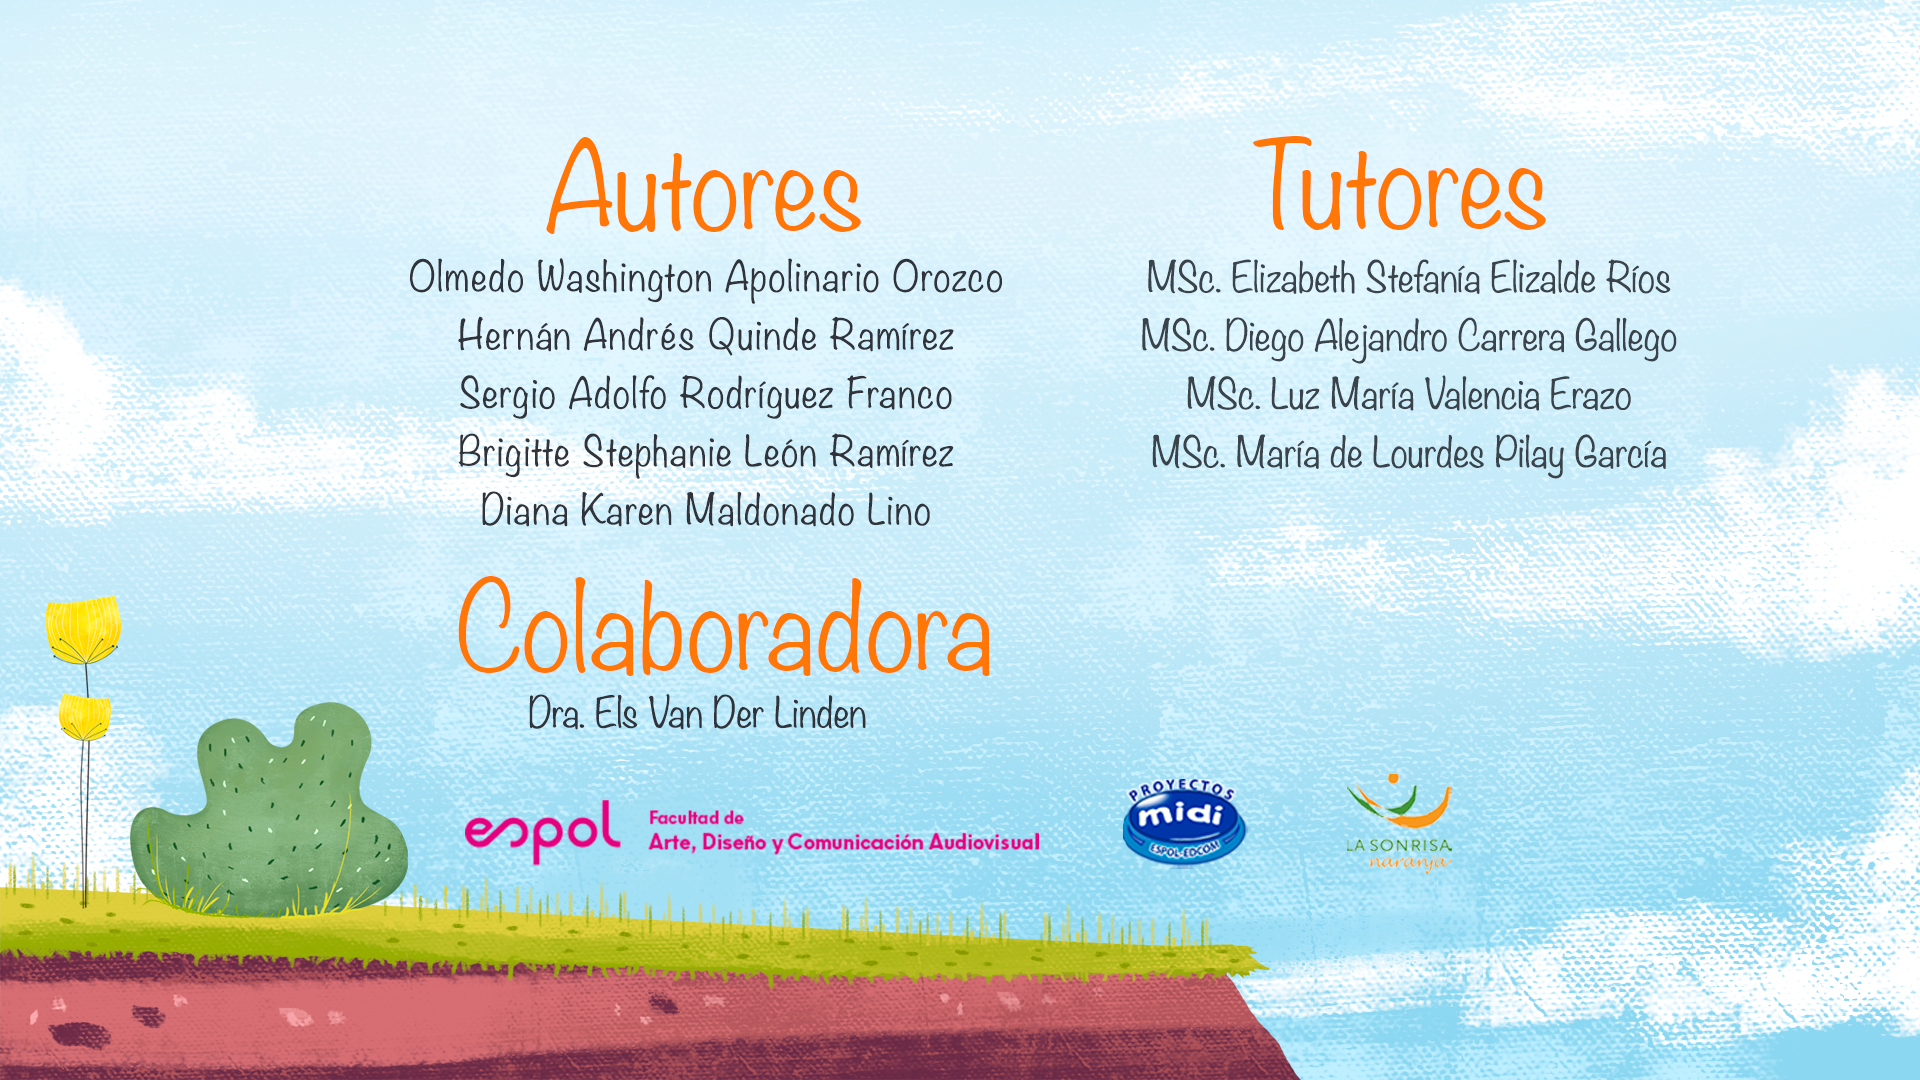 Autores
Olmedo Washington Apolinario Orozco
Hernán Andrés Quinde Ramírez
Sergio Adolfo Rodríguez Franco
Brigitte Stephanie León Ramírez
Diana Karen Maldonado Lino
Colaboradora
Dra. Els Van Der Linden
Tutores
MSc. Elizabeth Stefanía Elizalde Ríos
MSc. Diego Alejandro Carrera Gallego
MSc. Luz María Valencia Erazo
MSc. María de Lourdes Pilay García
espol
Facultad de
Arte, Diseño y Comunicación Audiovisual
PROYECTOS
midi
ESPOL-EDCOM
LA SONRISA
naranja